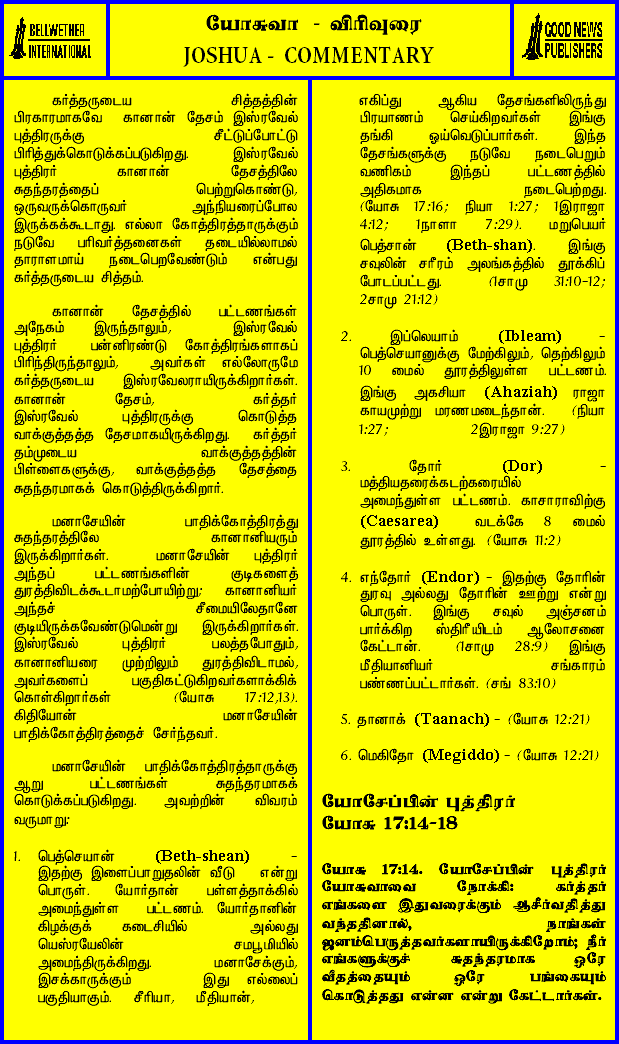 BELLWETHER
INTERNATIONAL
யோசுவா - விரிவுரை
JOSHUA - COMMENTARY
GOOD NEWS
PUBLISHERS
கர்த்தருடைய சித்தத்தின்
பிரகாரமாகவே கானான் தேசம் இஸ்ரவேல்
புத்திரருக்கு சீட்டுப்போட்டு
பிரித்துக்கொடுக்கப்படுகிறது. இஸ்ரவேல்
புத்திரர் கானான் தேசத்திலே
சுதந்தரத்தைப் பெற்றுகொண்டு,
ஒருவருக்கொருவர் அந்நியரைப்போல
இருக்கக்கூடாது. எல்லா கோத்திரத்தாருக்கும்
நடுவே பரிவர்த்தனைகள் தடையில்லாமல்
தாராளமாய் நடைபெறவேண்டும் என்பது
கர்த்தருடைய சித்தம்.
கானான் தேசத்தில் பட்டணங்கள்
அநேகம் இருந்தாலும், இஸ்ரவேல்
புத்திரர் பன்னிரண்டு கோத்திரங்களாகப்
பிரிந்திருந்தாலும், அவர்கள் எல்லோருமே
கர்த்தருடைய இஸ்ரவேலராயிருக்கிறார்கள்.
கானான் தேசம், கர்த்தர்
இஸ்ரவேல் புத்திரருக்கு கொடுத்த
வாக்குத்தத்த தேசமாகயிருக்கிறது. கர்த்தர்
தம்முடைய வாக்குத்தத்தின்
பிள்ளைகளுக்கு, வாக்குத்தத்த தேசத்தை
சுதந்தரமாகக் கொடுத்திருக்கிறார்.
மனாசேயின் பாதிக்கோத்திரத்து
சுதந்தரத்திலே கானானியரும்
இருக்கிறார்கள். மனாசேயின் புத்திரர்
அந்தப் பட்டணங்களின் குடிகளைத்
துரத்திவிடக்கூடாமற்போயிற்று; கானானியர்
அந்தச் சீமையிலேதானே
குடியிருக்கவேண்டுமென்று இருக்கிறார்கள்.
இஸ்ரவேல் புத்திரர் பலத்தபோதும்,
கானானியரை முற்றிலும் துரத்திவிடாமல்,
அவர்களைப் பகுதிகட்டுகிறவர்களாக்கிக்
கொள்கிறார்கள் (யோசு 17:12,13).
கிதியோன் மனாசேயின்
பாதிக்கோத்திரத்தைச் சேர்ந்தவர்.
மனாசேயின் பாதிக்கோத்திரத்தாருக்கு
ஆறு பட்டணங்கள் சுதந்தரமாகக்
கொடுக்கப்படுகிறது. அவற்றின் விவரம்
வருமாறு:
1. பெத்செயான் (Beth-shean) -
இதற்கு இளைப்பாறுதலின் வீடு என்று
பொருள். யோர்தான் பள்ளத்தாக்கில்
அமைந்துள்ள பட்டணம். யோர்தானின்
கிழக்குக் கடைசியில் அல்லது
யெஸ்ரயேலின் சமபூமியில்
அமைந்திருக்கிறது. மனாசேக்கும்,
இசக்காருக்கும் இது எல்லைப்
பகுதியாகும். சீரியா, மீதியான்,
எகிப்து ஆகிய தேசங்களிலிருந்து
பிரயாணம் செய்கிறவர்கள் இங்கு
தங்கி ஓய்வெடுப்பார்கள். இந்த
தேசங்களுக்கு நடுவே நடைபெறும்
வணிகம் இந்தப் பட்டணத்தில்
அதிகமாக நடைபெற்றது.
(யோசு 17:16; நியா 1:27; 1இராஜா
4:12; 1நாளா 7:29). மறுபெயர்
பெத்சான் (Beth-shan). இங்கு
சவுலின் சரீரம் அலங்கத்தில் தூக்கிப்
போடப்பட்டது. (1சாமு 31:10-12;
2சாமு 21:12)
2. இப்லெயாம் (Ibleam) -
பெத்செயானுக்கு மேற்கிலும், தெற்கிலும்
10 மைல் தூரத்திலுள்ள பட்டணம்.
இங்கு அகசியா (Ahaziah) ராஜா
காயமுற்று மரணமடைந்தான். (நியா
1:27; 2இராஜா 9:27)
3. தோர் (Dor) -
மத்தியதரைக்கடற்கரையில்
அமைந்துள்ள பட்டணம். காசாராவிற்கு
(Caesarea) வடக்கே 8 மைல்
தூரத்தில் உள்ளது. (யோசு 11:2)
4. எந்தோர் (Endor) - இதற்கு தோரின்
துரவு அல்லது தோரின் ஊற்று என்று
பொருள். இங்கு சவுல் அஞ்சனம்
பார்க்கிற ஸ்திரீயிடம் ஆலோசனை
கேட்டான். (1சாமு 28:9) இங்கு
மீதியானியர் சங்காரம்
பண்ணப்பட்டார்கள். (சங் 83:10)
5. தானாக் (Taanach) - (யோசு 12:21)
6. மெகிதோ (Megiddo) - (யோசு 12:21)
யோசேப்பின் புத்திரர்
யோசு 17:14-18
யோசு 17:14. யோசேப்பின் புத்திரர்
யோசுவாவை நோக்கி: கர்த்தர்
எங்களை இதுவரைக்கும் ஆசீர்வதித்து
வந்ததினால், நாங்கள்
ஜனம்பெருத்தவர்களாயிருக்கிறோம்; நீர்
எங்களுக்குச் சுதந்தரமாக ஒரே
வீதத்தையும் ஒரே பங்கையும்
கொடுத்தது என்ன என்று கேட்டார்கள்.